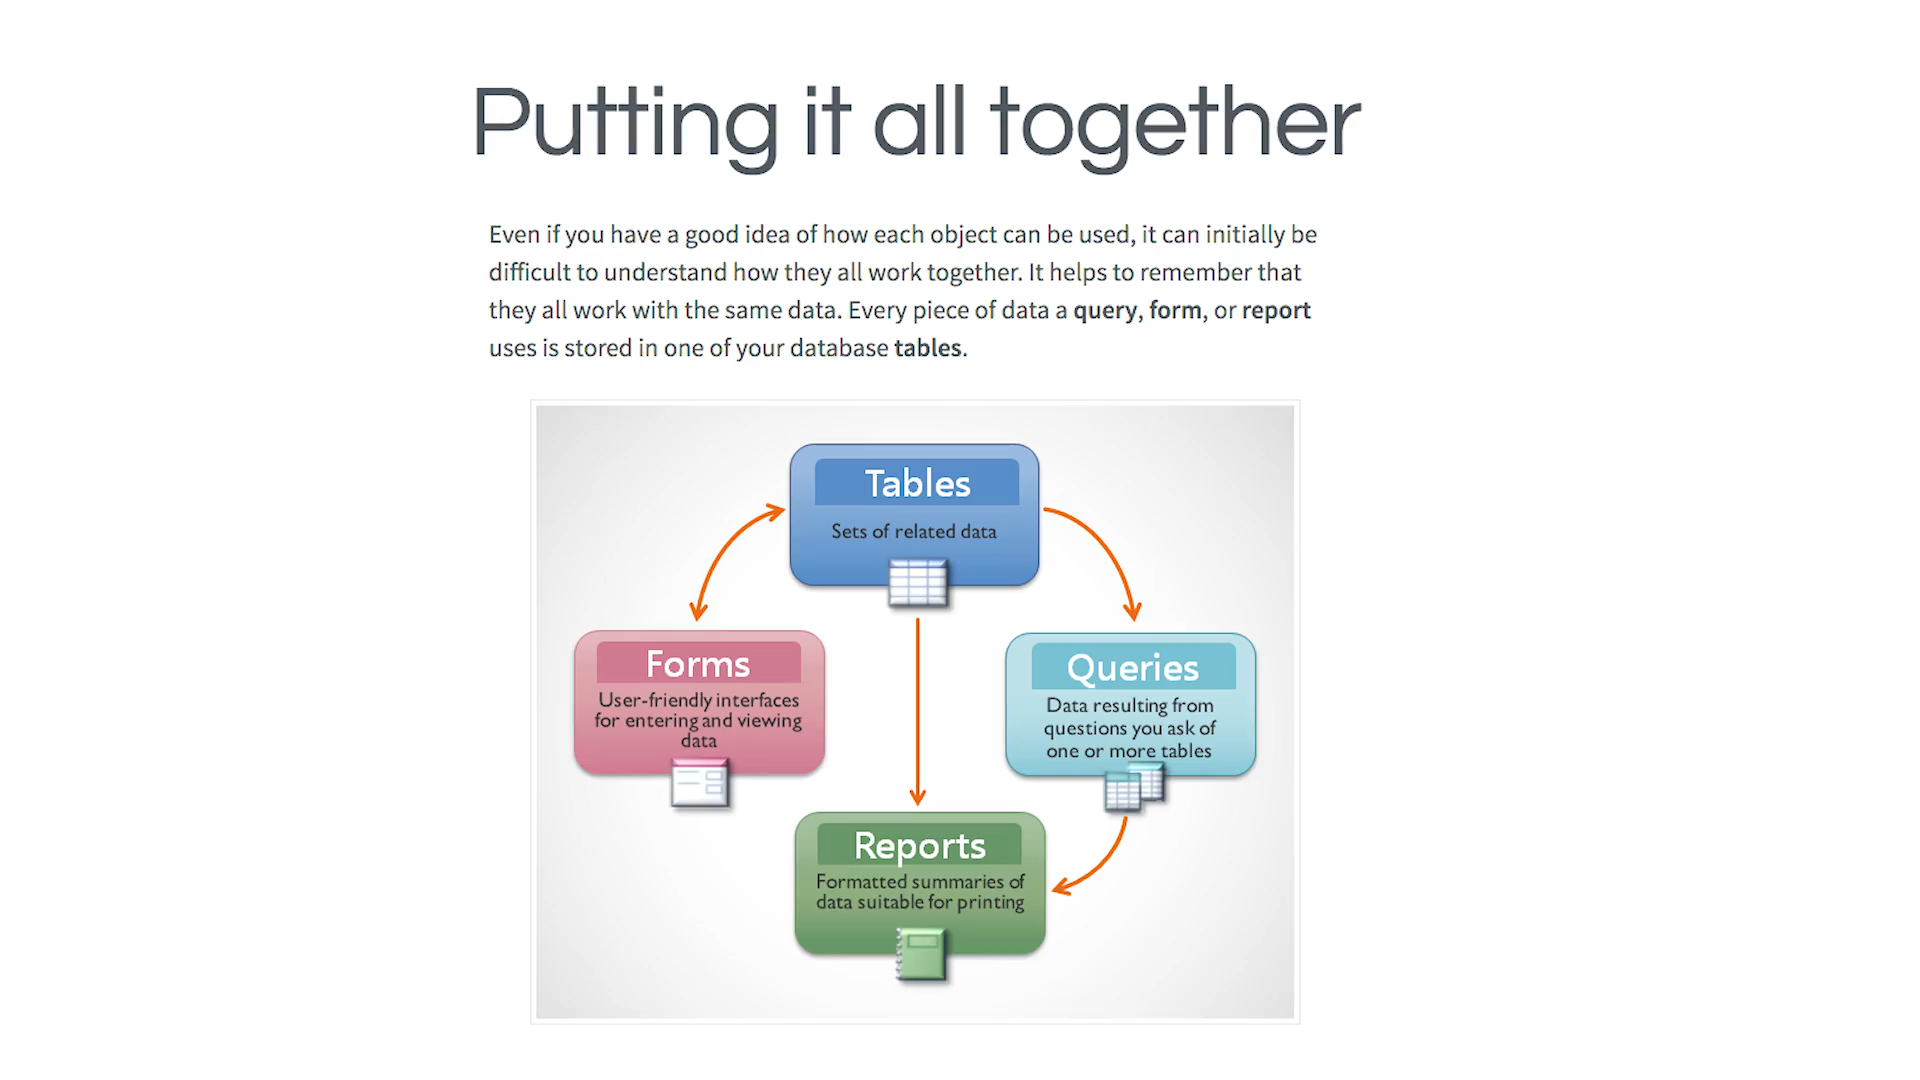 Putting it all together
Even if you have a good idea of how each object can be used, it can initially be
difficult to understand how they all work together. It helps to remember that
they all work with the same data. Every piece of data a query, form, or report
uses is stored in one of your database tables.
Tables
Sets of related data
Forms
User-friendly interfaces
for entering and viewing
data
Queries
Data resulting from
questions you ask of
one or more tables
Reports
Formatted summaries of
data suitable for printing